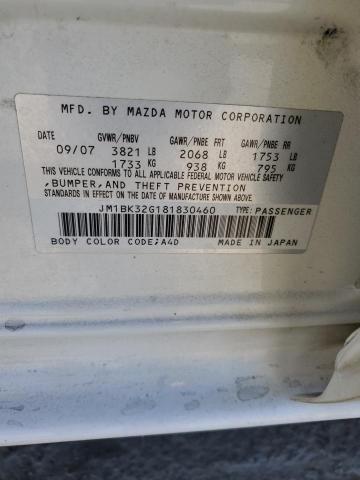 MFD. BY MAZDA MOTOR CORPORATION
DATE GVWR/PNBV GAWR/PNBE FRT GAWR/PNBE RR
09/07 3821 LB 2068 LB 1753 LB
1733 KG 938 KG 795 KG
THIS VEHICLE CONFORMS TO ALL APPLICABLE
FEDERAL MOTOR VEHICLE SAFETY
,BUMPER,AND THEFT PREVENTION
STANDARDS IN EFFECT ON THE DATE OF MANUFACTURE SHOWN ABOVE.
JM1BK32G181830460 TYPE:PASSENGER
BODY COLOR CODE;A4D MADE IN JAPAN